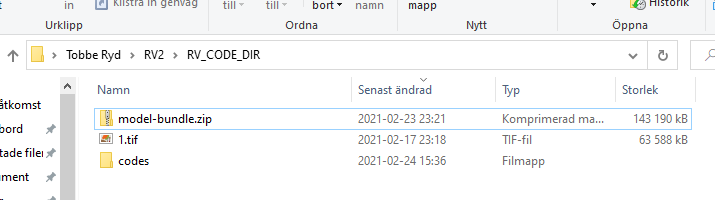 Klistra in genväg till till bort mapp Historik
Urklipp Ordna Nytt Öppna
Tobbe Ryd RV2 RV_CODE_DIR
Namn Senast ändrad Typ Storlek
åtkomst model-bundle.zip 2021-02-23 23:21 Komprimerad ma... 143 190 kB
bord 1.tif 2021-02-17 23:18 TIF-fil 63 588 kB
tade filer codes 2021-02-24 15:36 Filmapp
ument